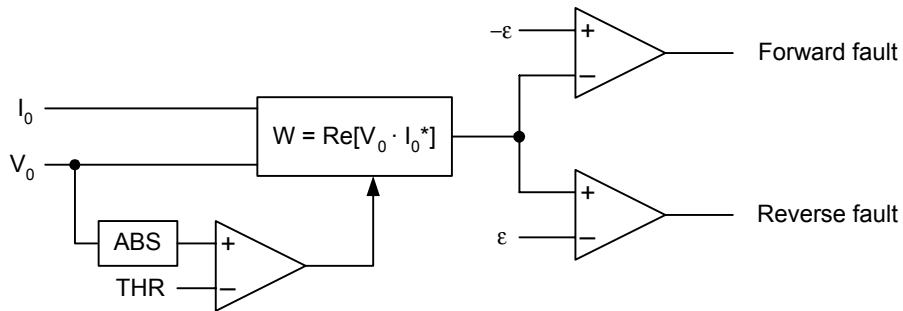 −ε
+
−
Forward fault
I₀
W = Re[V₀ · I₀*]
V₀
+
−
Reverse fault
ε
ABS
+
THR
−